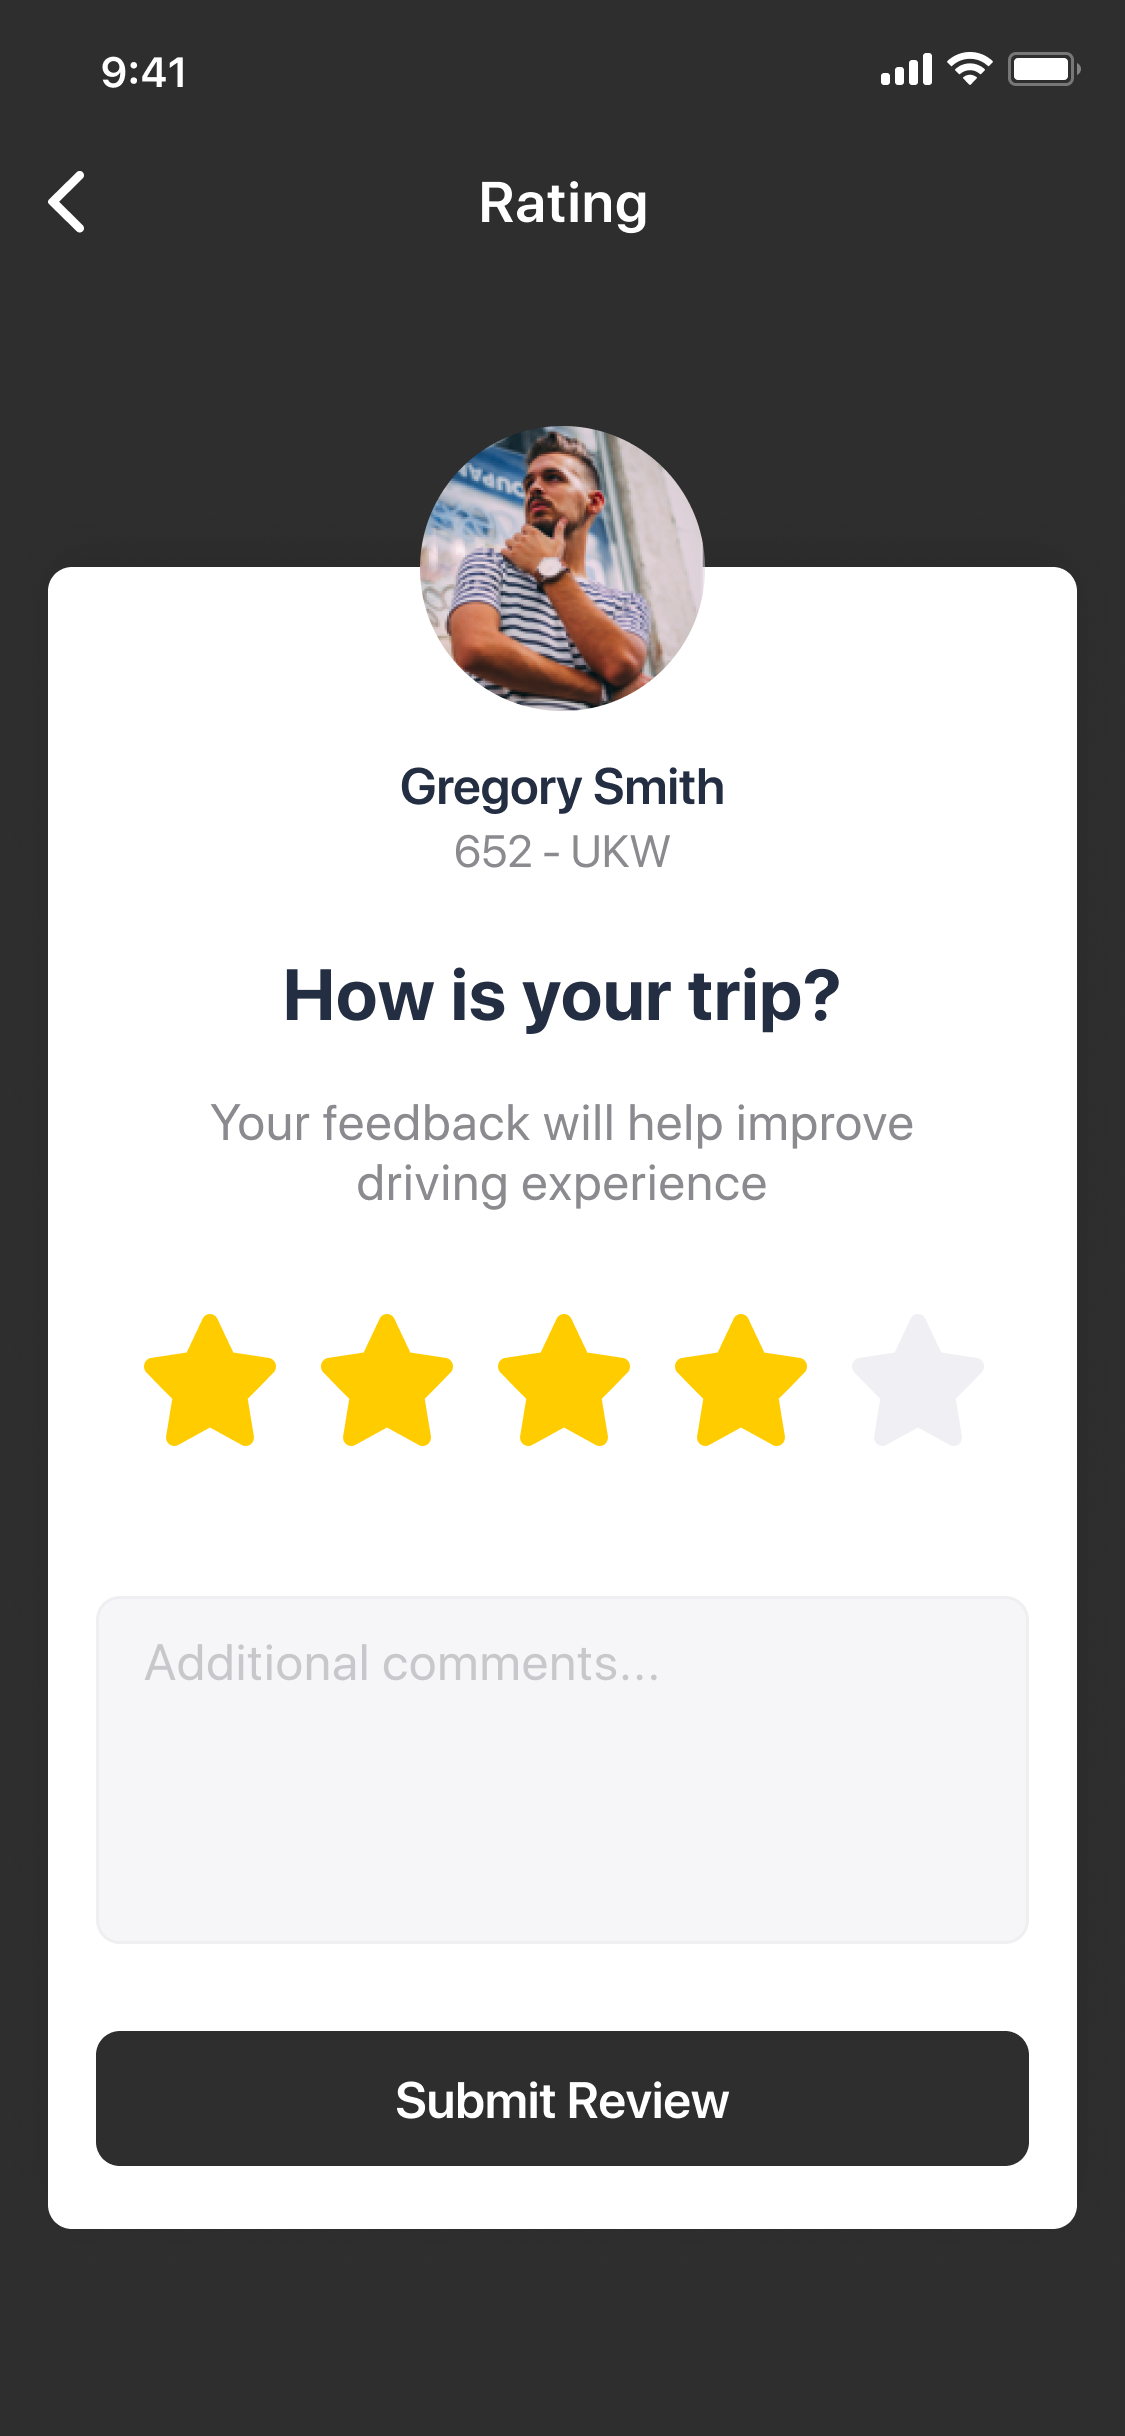 9:41
Rating
Gregory Smith
652 - UKW
How is your trip?
Your feedback will help improve
driving experience
Additional comments...
Submit Review